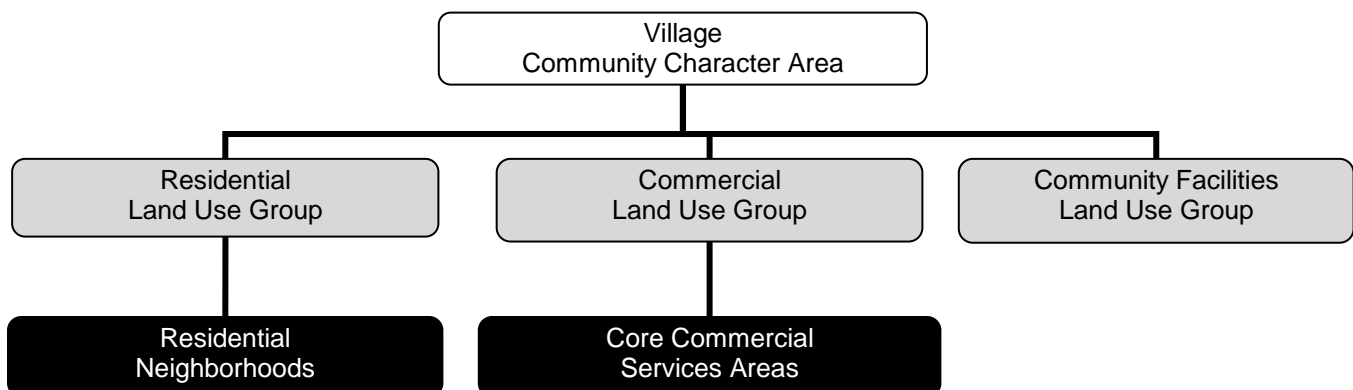 Village
Community Character Area
Residential
Land Use Group
Commercial
Land Use Group
Community Facilities
Land Use Group
Residential
Neighborhoods
Core Commercial
Services Areas